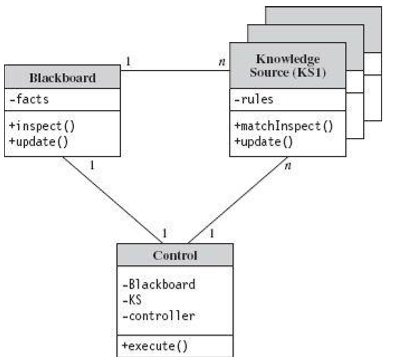 Blackboard
-facts
+inspect()
+update()
1
n
Knowledge
Source (KS1)
-rules
+matchInspect()
+update()
1
n
1
1
Control
-Blackboard
-KS
-controller
+execute()